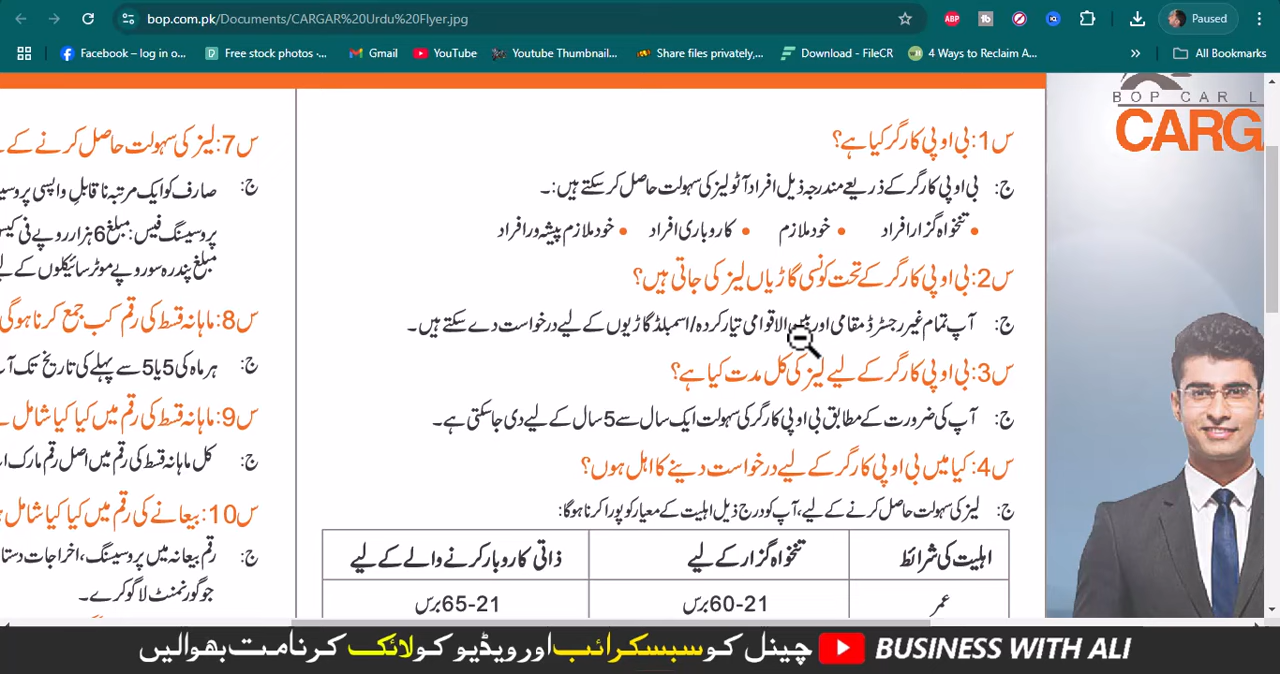 bop.com.pk/Documents/CARGAR%20Urdu%20Flyer.jpg
ABP
Paused
Facebook – log in o...
Free stock photos -...
Gmail
YouTube
Youtube Thumbnail...
Share files privately,...
Download - FileCR
4 Ways to Reclaim A...
»
All Bookmarks
BOP CAR L
CARG
س1: بی او پی کارگر کیا ہے؟
ج: بی او پی کارگر کے ذریعے مندرجہ ذیل افراد آٹو لیز کی سہولت حاصل کر سکتے ہیں:۔
• تنخواہ گزار افراد • خود ملازم • کاروباری افراد • خود ملازم پیشہ ور افراد
س2: بی او پی کارگر کے تحت کونسی گاڑیاں لیز کی جاتی ہیں؟
ج: آپ تمام غیر رجسٹرڈ مقامی اور بین الاقوامی تیار کردہ/اسمبلڈ گاڑیوں کے لیے درخواست دے سکتے ہیں۔
س3: بی او پی کارگر کے لیے لیز کی کل مدت کیا ہے؟
ج: آپ کی ضرورت کے مطابق بی او پی کارگر کی سہولت ایک سال سے 5 سال کے لیے دی جاسکتی ہے۔
س4: کیا میں بی او پی کارگر کے لیے درخواست دینے کا اہل ہوں؟
ج: لیز کی سہولت حاصل کرنے کے لیے، آپ کو درج ذیل اہلیت کے معیار کو پورا کرنا ہوگا:
اہلیت کی شرائط تنخواہ گزار کے لیے ذاتی کاروبار کرنے والے کے لیے
عمر 21-60 برس 21-65 برس
س7: لیز کی سہولت حاصل کرنے کے
ج: صارف کو ایک مرتبہ ناقابلِ واپسی پروسیس
پروسیسنگ فیس: مبلغ 6 ہزار روپے فی کیس
مبلغ پندرہ سو روپے موٹر سائیکلوں کے لی
س8: ماہانہ قسط کی رقم کب جمع کرنا ہوگی
ج: ہر ماہ کی 5 یا 5 سے پہلے کی تاریخ تک آ
س9: ماہانہ قسط کی رقم میں کیا کیا شامل
ج: کل ماہانہ قسط کی رقم میں اصل رقم مارک ا
س10: بیعانے کی رقم میں کیا کیا شامل
ج: رقم بیعانہ میں پروسیسنگ، اخراجات دستا
جو گورنمنٹ لاگو کرے۔
چینل کو سبسکرائب اور ویڈیو کو لائک کرنا مت بھوالیں
BUSINESS WITH ALI